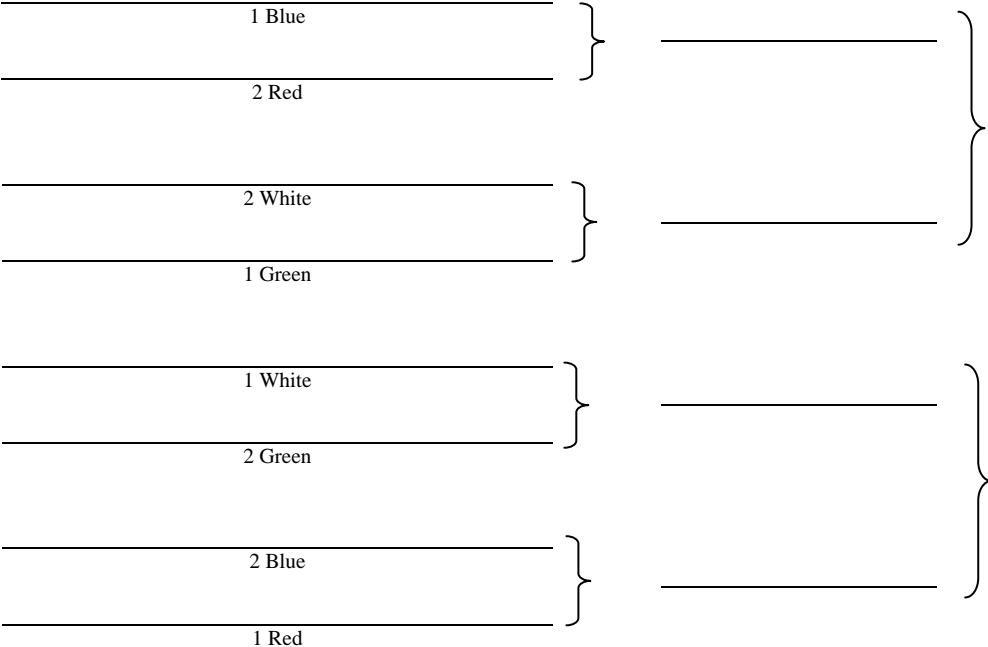 1 Blue
2 Red
2 White
1 Green
1 White
2 Green
2 Blue
1 Red